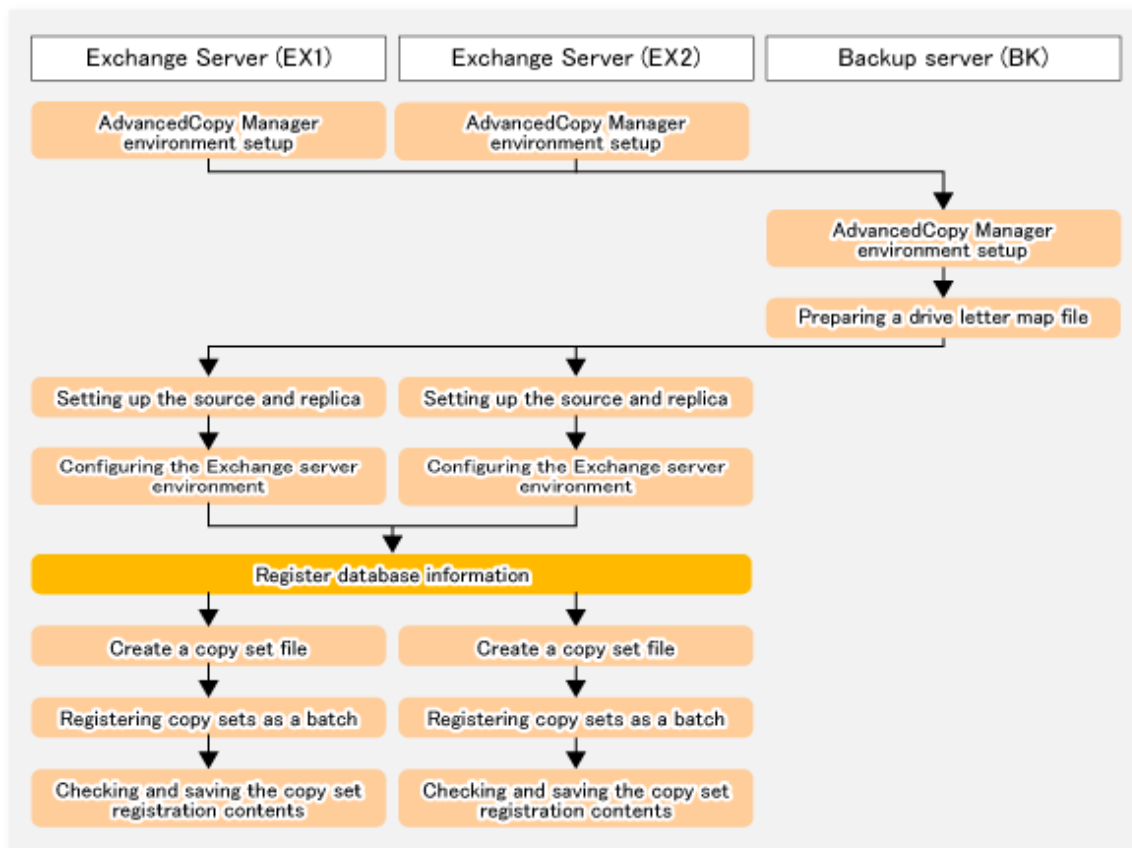 Exchange Server (EX1)
Exchange Server (EX2)
Backup server (BK)
AdvancedCopy Manager
environment setup
AdvancedCopy Manager
environment setup
AdvancedCopy Manager
environment setup
Preparing a drive letter map file
Setting up the source and replica
Setting up the source and replica
Configuring the Exchange server
environment
Configuring the Exchange server
environment
Register database information
Create a copy set file
Create a copy set file
Registering copy sets as a batch
Registering copy sets as a batch
Checking and saving the copy set
registration contents
Checking and saving the copy set
registration contents